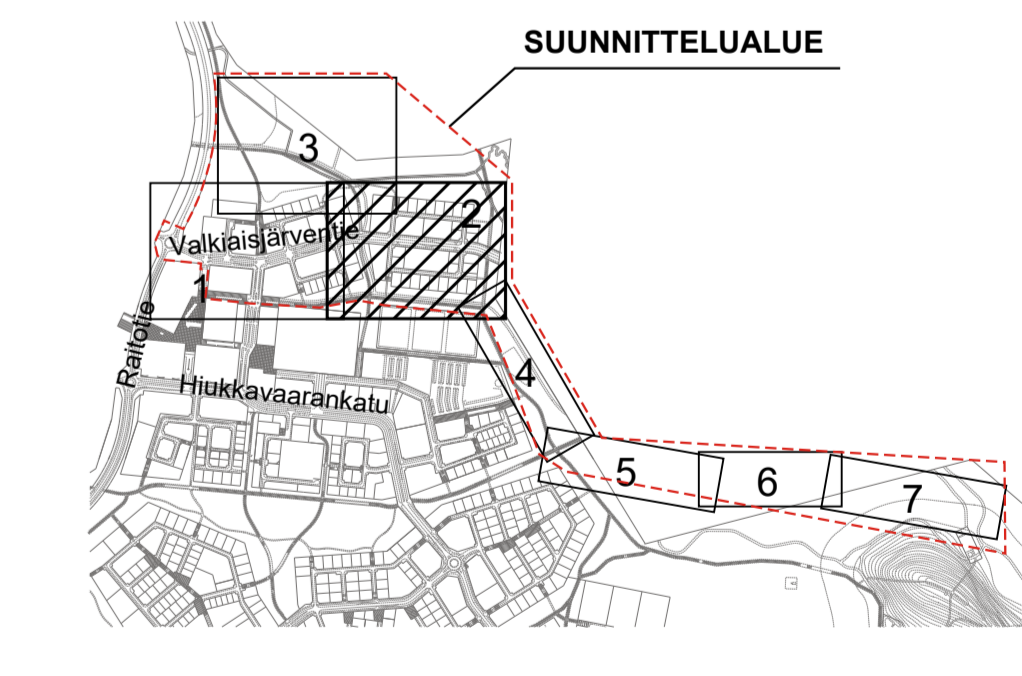 SUUNNITTELUALUE
3
2
Valkiaisjärventie
1
Raitotie
4
Hiukkavaarankatu
5
6
7